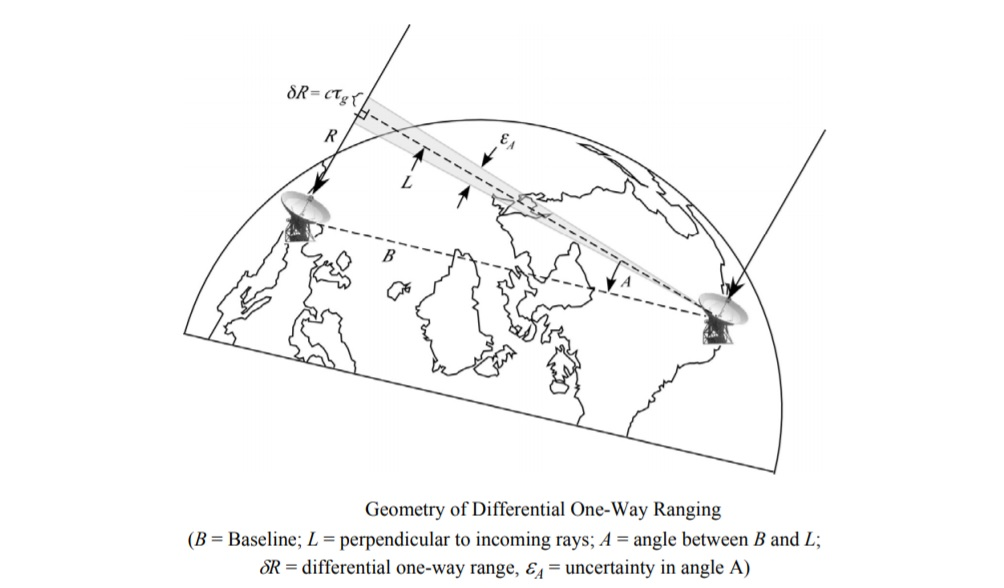 δR = cτg
R
εA
L
B
A
Geometry of Differential One-Way Ranging
(B = Baseline; L = perpendicular to incoming rays; A = angle between B and L;
δR = differential one-way range, εA = uncertainty in angle A)